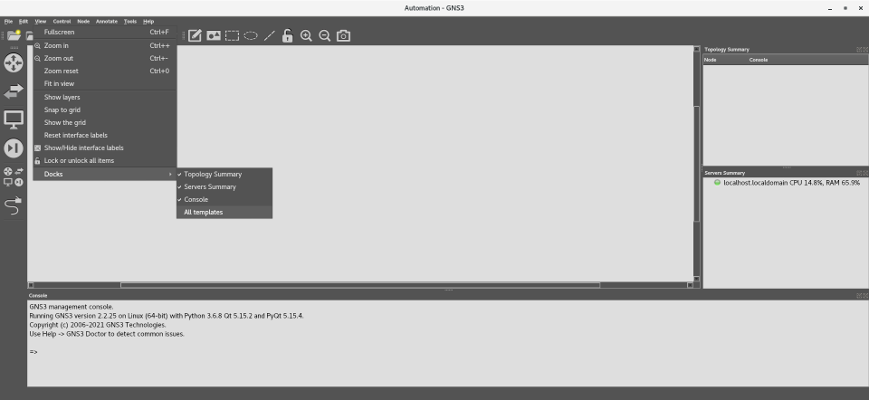 Automation - GNS3
File Edit View Control Node Annotate Tools Help
Fullscreen Ctrl+F
Zoom in Ctrl++
Zoom out Ctrl+-
Zoom reset Ctrl+0
Fit in view
Show layers
Snap to grid
Show the grid
Reset interface labels
Show/Hide interface labels
Lock or unlock all items
Docks
Topology Summary
Servers Summary
Console
All templates
Topology Summary
Node Console
Servers Summary
localhost.localdomain CPU 14.8%, RAM 65.9%
Console
GNS3 management console.
Running GNS3 version 2.2.25 on Linux (64-bit) with Python 3.6.8 Qt 5.15.2 and PyQt 5.15.4.
Copyright (c) 2006-2021 GNS3 Technologies.
Use Help -> GNS3 Doctor to detect common issues.
=>